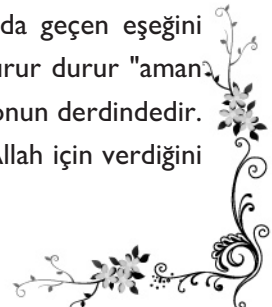 da geçen eşeğini
urur durur "aman
onun derdindedir.
Allah için verdiğini